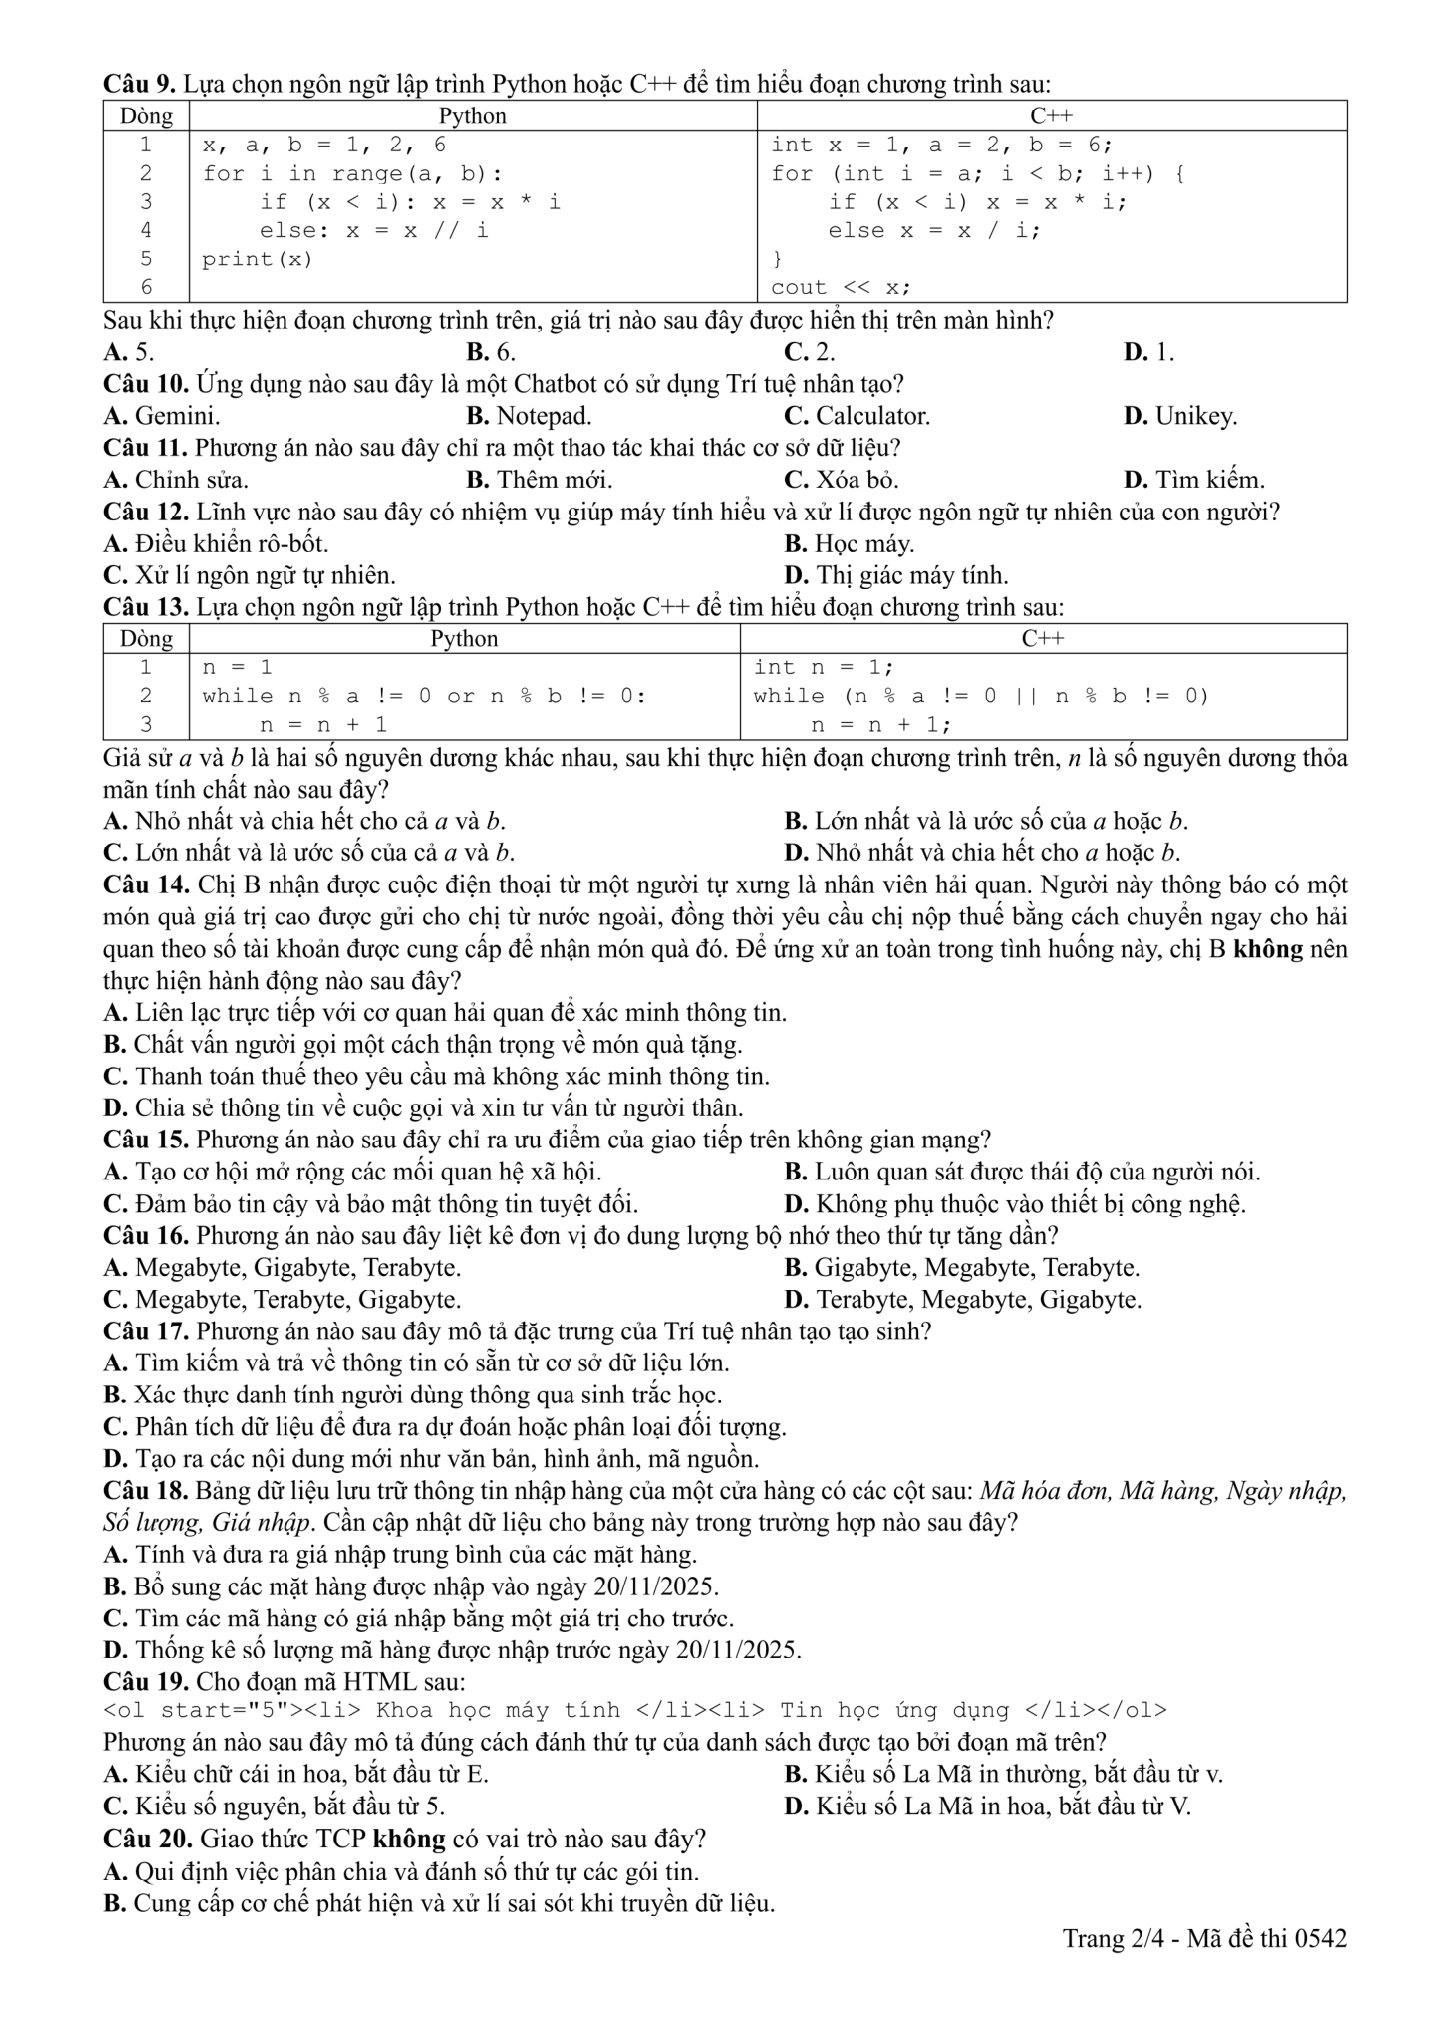 Câu 9. Lựa chọn ngôn ngữ lập trình Python hoặc C++ để tìm hiểu đoạn chương trình sau:
Dòng Python C++
1 x, a, b = 1, 2, 6 int x = 1, a = 2, b = 6;
2 for i in range(a, b): for (int i = a; i < b; i++) {
3 if (x < i): x = x * i if (x < i) x = x * i;
4 else: x = x // i else x = x / i;
5 print(x) }
6 cout << x;
Sau khi thực hiện đoạn chương trình trên, giá trị nào sau đây được hiển thị trên màn hình?
A. 5. B. 6. C. 2. D. 1.
Câu 10. Ứng dụng nào sau đây là một Chatbot có sử dụng Trí tuệ nhân tạo?
A. Gemini. B. Notepad. C. Calculator. D. Unikey.
Câu 11. Phương án nào sau đây chỉ ra một thao tác khai thác cơ sở dữ liệu?
A. Chỉnh sửa. B. Thêm mới. C. Xóa bỏ. D. Tìm kiếm.
Câu 12. Lĩnh vực nào sau đây có nhiệm vụ giúp máy tính hiểu và xử lí được ngôn ngữ tự nhiên của con người?
A. Điều khiển rô-bốt. B. Học máy.
C. Xử lí ngôn ngữ tự nhiên. D. Thị giác máy tính.
Câu 13. Lựa chọn ngôn ngữ lập trình Python hoặc C++ để tìm hiểu đoạn chương trình sau:
Dòng Python C++
1 n = 1 int n = 1;
2 while n % a != 0 or n % b != 0: while (n % a != 0 || n % b != 0)
3 n = n + 1 n = n + 1;
Giả sử a và b là hai số nguyên dương khác nhau, sau khi thực hiện đoạn chương trình trên, n là số nguyên dương thỏa
mãn tính chất nào sau đây?
A. Nhỏ nhất và chia hết cho cả a và b. B. Lớn nhất và là ước số của a hoặc b.
C. Lớn nhất và là ước số của cả a và b. D. Nhỏ nhất và chia hết cho a hoặc b.
Câu 14. Chị B nhận được cuộc điện thoại từ một người tự xưng là nhân viên hải quan. Người này thông báo có một
món quà giá trị cao được gửi cho chị từ nước ngoài, đồng thời yêu cầu chị nộp thuế bằng cách chuyển ngay cho hải
quan theo số tài khoản được cung cấp để nhận món quà đó. Để ứng xử an toàn trong tình huống này, chị B không nên
thực hiện hành động nào sau đây?
A. Liên lạc trực tiếp với cơ quan hải quan để xác minh thông tin.
B. Chất vấn người gọi một cách thận trọng về món quà tặng.
C. Thanh toán thuế theo yêu cầu mà không xác minh thông tin.
D. Chia sẻ thông tin về cuộc gọi và xin tư vấn từ người thân.
Câu 15. Phương án nào sau đây chỉ ra ưu điểm của giao tiếp trên không gian mạng?
A. Tạo cơ hội mở rộng các mối quan hệ xã hội. B. Luôn quan sát được thái độ của người nói.
C. Đảm bảo tin cậy và bảo mật thông tin tuyệt đối. D. Không phụ thuộc vào thiết bị công nghệ.
Câu 16. Phương án nào sau đây liệt kê đơn vị đo dung lượng bộ nhớ theo thứ tự tăng dần?
A. Megabyte, Gigabyte, Terabyte. B. Gigabyte, Megabyte, Terabyte.
C. Megabyte, Terabyte, Gigabyte. D. Terabyte, Megabyte, Gigabyte.
Câu 17. Phương án nào sau đây mô tả đặc trưng của Trí tuệ nhân tạo tạo sinh?
A. Tìm kiếm và trả về thông tin có sẵn từ cơ sở dữ liệu lớn.
B. Xác thực danh tính người dùng thông qua sinh trắc học.
C. Phân tích dữ liệu để đưa ra dự đoán hoặc phân loại đối tượng.
D. Tạo ra các nội dung mới như văn bản, hình ảnh, mã nguồn.
Câu 18. Bảng dữ liệu lưu trữ thông tin nhập hàng của một cửa hàng có các cột sau: Mã hóa đơn, Mã hàng, Ngày nhập,
Số lượng, Giá nhập. Cần cập nhật dữ liệu cho bảng này trong trường hợp nào sau đây?
A. Tính và đưa ra giá nhập trung bình của các mặt hàng.
B. Bổ sung các mặt hàng được nhập vào ngày 20/11/2025.
C. Tìm các mã hàng có giá nhập bằng một giá trị cho trước.
D. Thống kê số lượng mã hàng được nhập trước ngày 20/11/2025.
Câu 19. Cho đoạn mã HTML sau:
<ol start="5"><li> Khoa học máy tính </li><li> Tin học ứng dụng </li></ol>
Phương án nào sau đây mô tả đúng cách đánh thứ tự của danh sách được tạo bởi đoạn mã trên?
A. Kiểu chữ cái in hoa, bắt đầu từ E. B. Kiểu số La Mã in thường, bắt đầu từ v.
C. Kiểu số nguyên, bắt đầu từ 5. D. Kiểu số La Mã in hoa, bắt đầu từ V.
Câu 20. Giao thức TCP không có vai trò nào sau đây?
A. Qui định việc phân chia và đánh số thứ tự các gói tin.
B. Cung cấp cơ chế phát hiện và xử lí sai sót khi truyền dữ liệu.
Trang 2/4 - Mã đề thi 0542